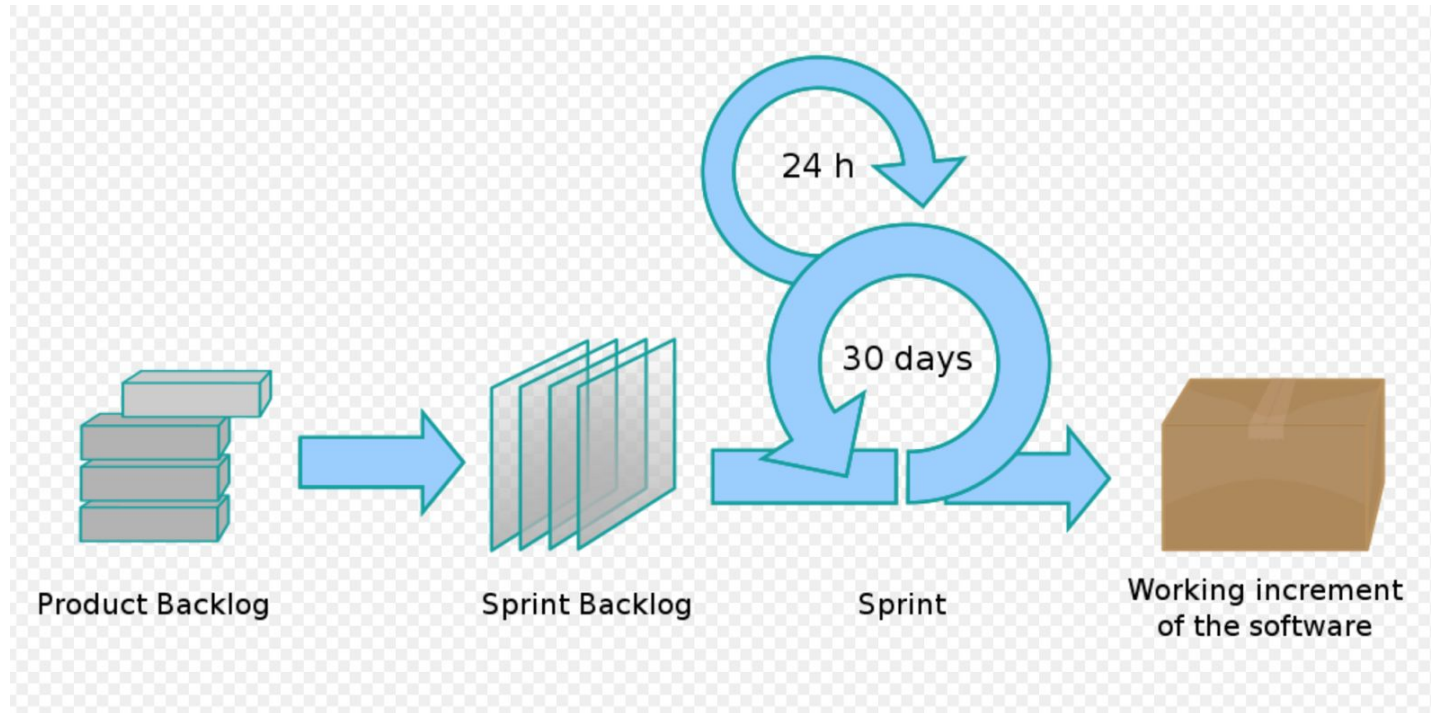 24 h
30 days
Product Backlog
Sprint Backlog
Sprint
Working increment
of the software